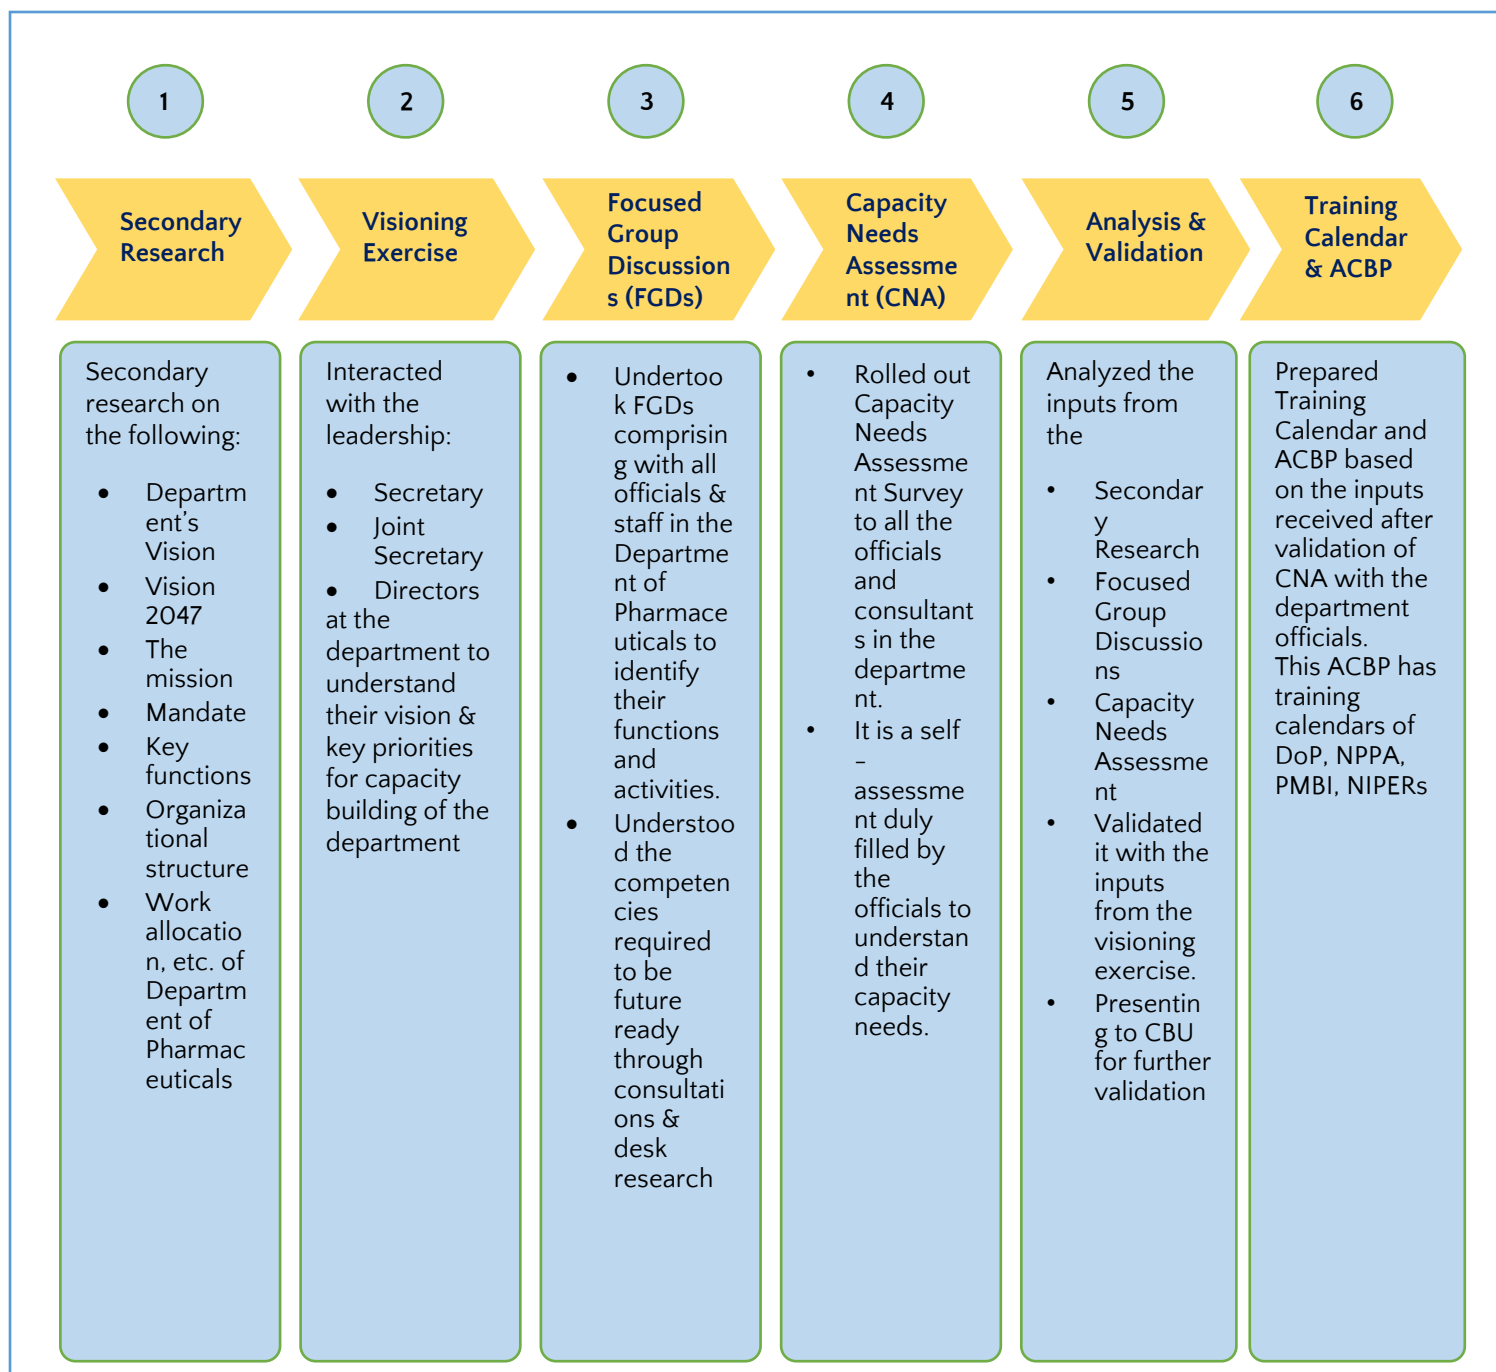 1
2
3
4
5
6
Secondary
Research
Visioning
Exercise
Focused
Group
Discussion
s (FGDs)
Capacity
Needs
Assessme
nt (CNA)
Analysis &
Validation
Training
Calendar
& ACBP
Secondary
research on
the following:
• Departm
ent’s
Vision
• Vision
2047
• The
mission
• Mandate
• Key
functions
• Organiza
tional
structure
• Work
allocatio
n, etc. of
Departm
ent of
Pharmac
euticals
Interacted
with the
leadership:
• Secretary
• Joint
Secretary
• Directors
at the
department to
understand
their vision &
key priorities
for capacity
building of the
department
• Undertoo
k FGDs
comprisin
g with all
officials &
staff in the
Departme
nt of
Pharmace
uticals to
identify
their
functions
and
activities.
• Understoo
d the
competen
cies
required
to be
future
ready
through
consultati
ons &
desk
research
• Rolled out
Capacity
Needs
Assessme
nt Survey
to all the
officials
and
consultant
s in the
departme
nt.
• It is a self
–
assessme
nt duly
filled by
the
officials to
understan
d their
capacity
needs.
Analyzed the
inputs from
the
• Secondar
y
Research
• Focused
Group
Discussio
ns
• Capacity
Needs
Assessme
nt
• Validated
it with the
inputs
from the
visioning
exercise.
• Presentin
g to CBU
for further
validation
Prepared
Training
Calendar and
ACBP based
on the inputs
received after
validation of
CNA with the
department
officials.
This ACBP has
training
calendars of
DoP, NPPA,
PMBI, NIPERs